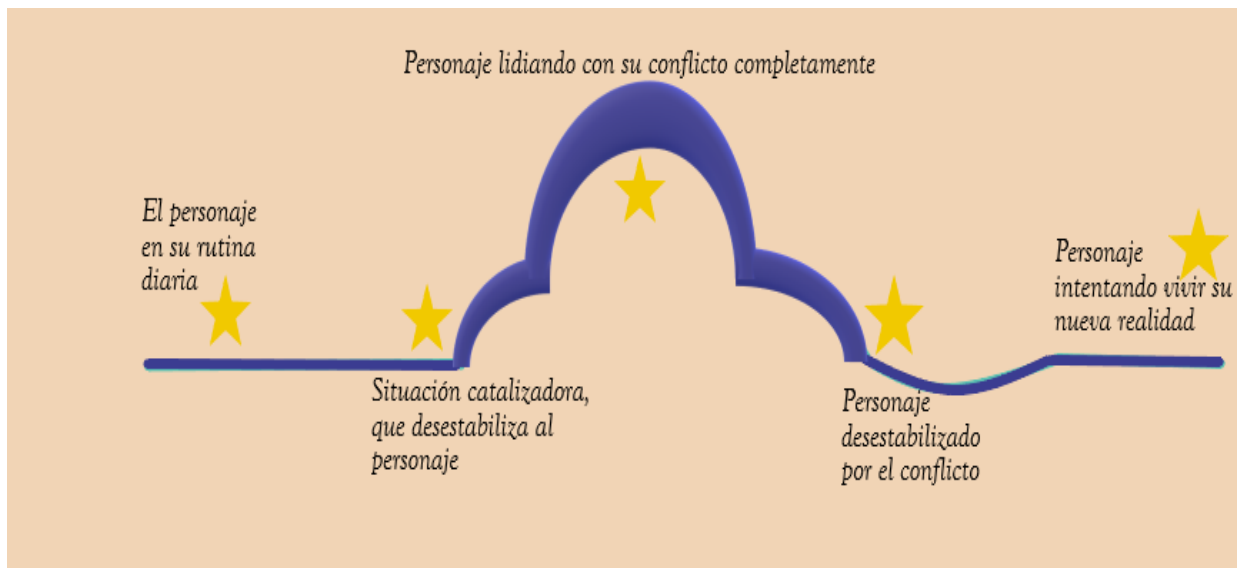 Personaje lidiando con su conflicto completamente
El personaje
en su rutina
diaria
Situación catalizadora,
que desestabiliza al
personaje
Personaje
desestabilizado
por el conflicto
Personaje
intentando vivir su
nueva realidad